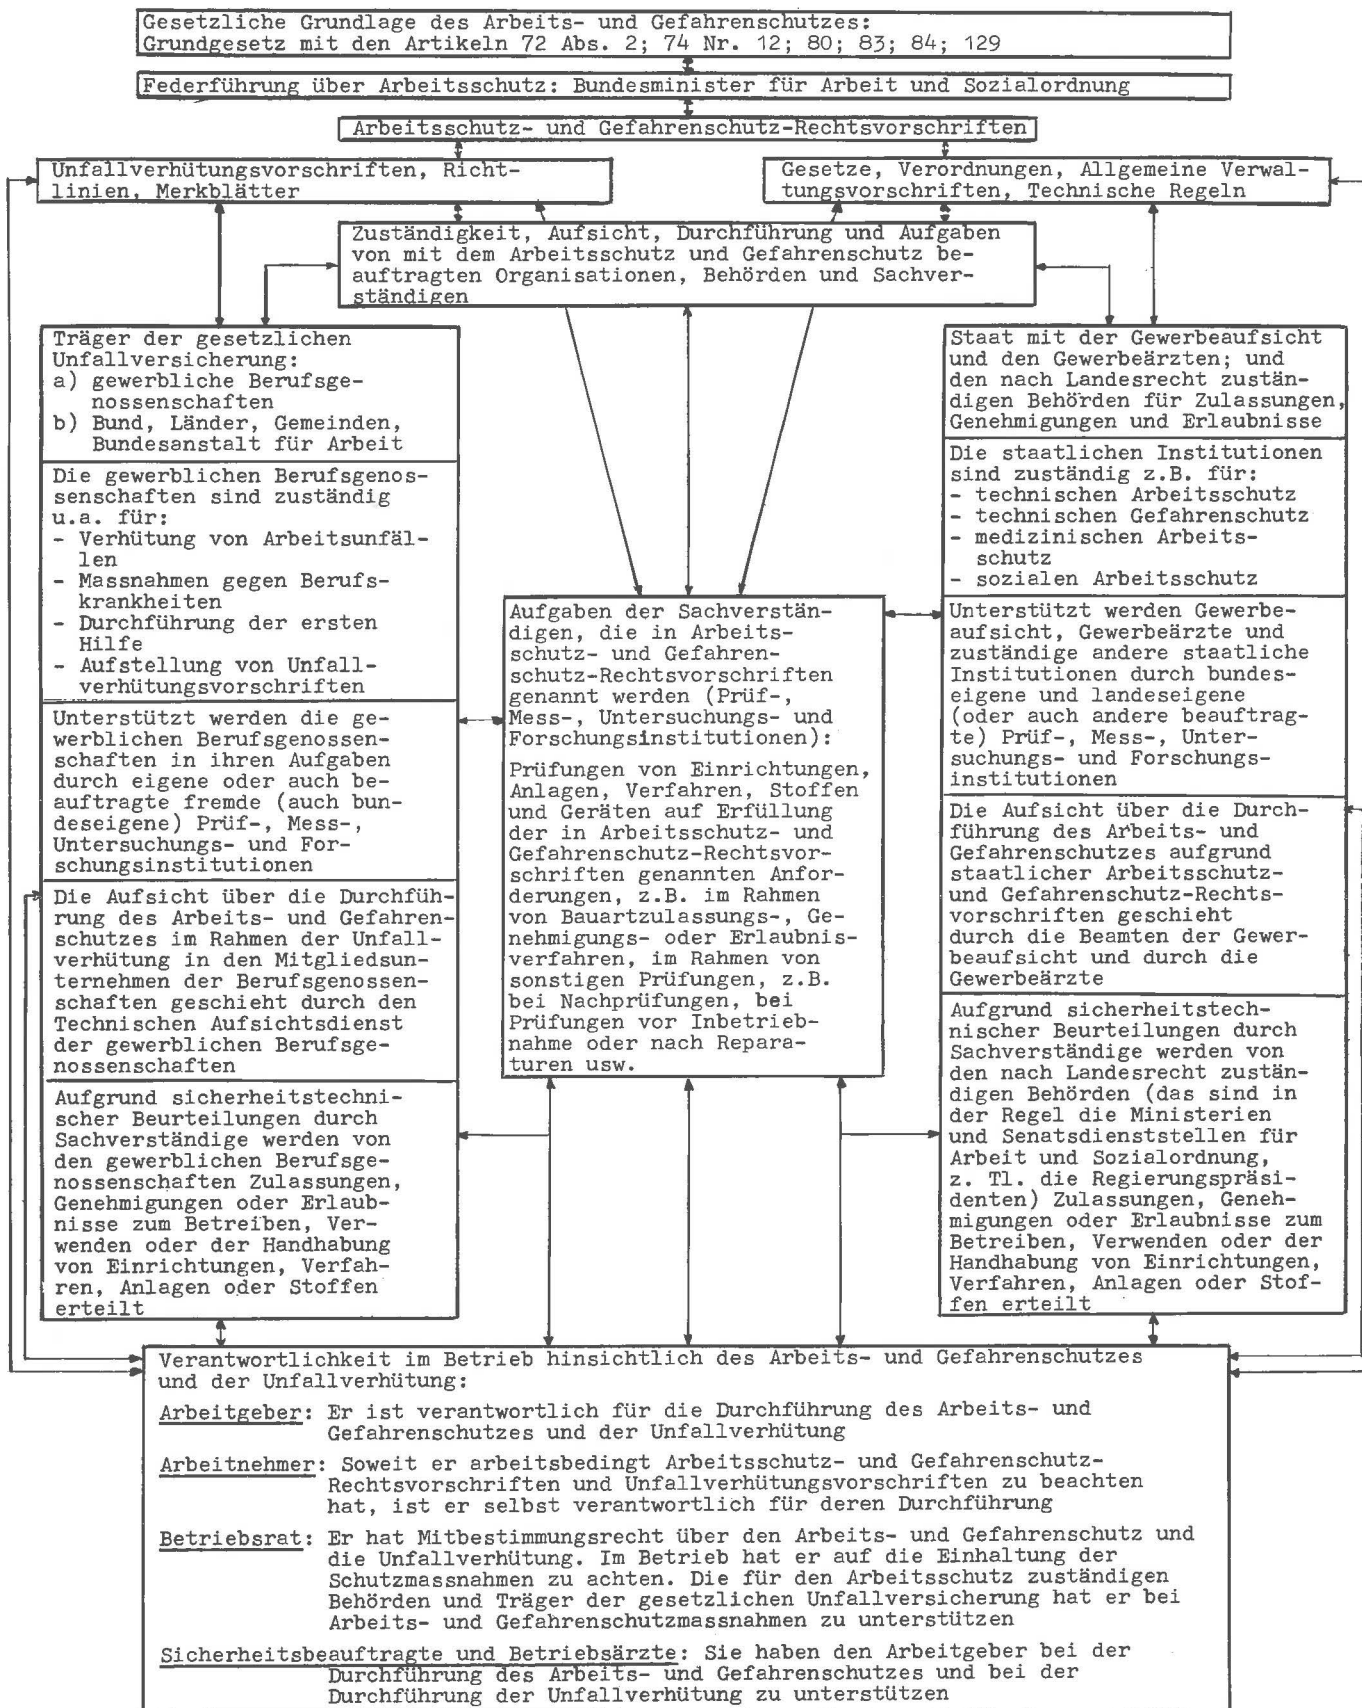 Gesetzliche Grundlage des Arbeits- und Gefahrenschutzes:
Grundgesetz mit den Artikeln 72 Abs. 2; 74 Nr. 12; 80; 83; 84; 129
Federführung über Arbeitsschutz: Bundesminister für Arbeit und Sozialordnung
Arbeitsschutz- und Gefahrenschutz-Rechtsvorschriften
Unfallverhütungsvorschriften, Richt-
linien, Merkblätter
Gesetze, Verordnungen, Allgemeine Verwal-
tungsvorschriften, Technische Regeln
Zuständigkeit, Aufsicht, Durchführung und Aufgaben
von mit dem Arbeitsschutz und Gefahrenschutz be-
auftragten Organisationen, Behörden und Sachver-
ständigen
Träger der gesetzlichen
Unfallversicherung:
a) gewerbliche Berufsge-
nossenschaften
b) Bund, Länder, Gemeinden,
Bundesanstalt für Arbeit
Die gewerblichen Berufsgenos-
senschaften sind zuständig
u.a. für:
- Verhütung von Arbeitsunfäl-
len
- Massnahmen gegen Berufs-
krankheiten
- Durchführung der ersten
Hilfe
- Aufstellung von Unfall-
verhütungsvorschriften
Unterstützt werden die ge-
werblichen Berufsgenossen-
schaften in ihren Aufgaben
durch eigene oder auch be-
auftragte fremde (auch bun-
deseigene) Prüf-, Mess-,
Untersuchungs- und For-
schungsinstitutionen
Die Aufsicht über die Durchfüh-
rung des Arbeits- und Gefahren-
schutzes im Rahmen der Unfall-
verhütung in den Mitgliedsun-
ternehmen der Berufsgenossen-
schaften geschieht durch den
Technischen Aufsichtsdienst
der gewerblichen Berufsge-
nossenschaften
Aufgrund sicherheitstechni-
scher Beurteilungen durch
Sachverständige werden von
den gewerblichen Berufsge-
nossenschaften Zulassungen,
Genehmigungen oder Erlaub-
nisse zum Betreiben, Ver-
wenden oder der Handhabung
von Einrichtungen, Verfah-
ren, Anlagen oder Stoffen
erteilt
Aufgaben der Sachverstän-
digen, die in Arbeits-
schutz- und Gefahren-
schutz-Rechtsvorschriften
genannt werden (Prüf-,
Mess-, Untersuchungs- und
Forschungsinstitutionen):
Prüfungen von Einrichtungen,
Anlagen, Verfahren, Stoffen
und Geräten auf Erfüllung
der in Arbeitsschutz- und
Gefahrenschutz-Rechtsvor-
schriften genannten Anfor-
derungen, z.B. im Rahmen
von Bauartzulassungs-, Ge-
nehmigungs- oder Erlaubnis-
verfahren, im Rahmen von
sonstigen Prüfungen, z.B.
bei Nachprüfungen, bei
Prüfungen vor Inbetrieb-
nahme oder nach Repara-
turen usw.
Staat mit der Gewerbeaufsicht
und den Gewerbeärzten; und
den nach Landesrecht zustän-
digen Behörden für Zulassungen,
Genehmigungen und Erlaubnisse
Die staatlichen Institutionen
sind zuständig z.B. für:
- technischen Arbeitsschutz
- technischen Gefahrenschutz
- medizinischen Arbeits-
schutz
- sozialen Arbeitsschutz
Unterstützt werden Gewerbe-
aufsicht, Gewerbeärzte und
zuständige andere staatliche
Institutionen durch bundes-
eigene und landeseigene
(oder auch andere beauftrag-
te) Prüf-, Mess-, Unter-
suchungs- und Forschungs-
institutionen
Die Aufsicht über die Durch-
führung des Arbeits- und
Gefahrenschutzes aufgrund
staatlicher Arbeitsschutz-
und Gefahrenschutz-Rechts-
vorschriften geschieht
durch die Beamten der Gewer-
beaufsicht und durch die
Gewerbeärzte
Aufgrund sicherheitstech-
nischer Beurteilungen durch
Sachverständige werden von
den nach Landesrecht zustän-
digen Behörden (das sind in
der Regel die Ministerien
und Senatsdienststellen für
Arbeit und Sozialordnung,
z. Tl. die Regierungspräsi-
denten) Zulassungen, Geneh-
migungen oder Erlaubnisse zum
Betreiben, Verwenden oder der
Handhabung von Einrichtungen,
Verfahren, Anlagen oder Stof-
fen erteilt
Verantwortlichkeit im Betrieb hinsichtlich des Arbeits- und Gefahrenschutzes
und der Unfallverhütung:
Arbeitgeber: Er ist verantwortlich für die Durchführung des Arbeits- und
Gefahrenschutzes und der Unfallverhütung
Arbeitnehmer: Soweit er arbeitsbedingt Arbeitsschutz- und Gefahrenschutz-
Rechtsvorschriften und Unfallverhütungsvorschriften zu beachten
hat, ist er selbst verantwortlich für deren Durchführung
Betriebsrat: Er hat Mitbestimmungsrecht über den Arbeits- und Gefahrenschutz und
die Unfallverhütung. Im Betrieb hat er auf die Einhaltung der
Schutzmassnahmen zu achten. Die für den Arbeitsschutz zuständigen
Behörden und Träger der gesetzlichen Unfallversicherung hat er bei
Arbeits- und Gefahrenschutzmassnahmen zu unterstützen
Sicherheitsbeauftragte und Betriebsärzte: Sie haben den Arbeitgeber bei der
Durchführung des Arbeits- und Gefahrenschutzes und bei der
Durchführung der Unfallverhütung zu unterstützen